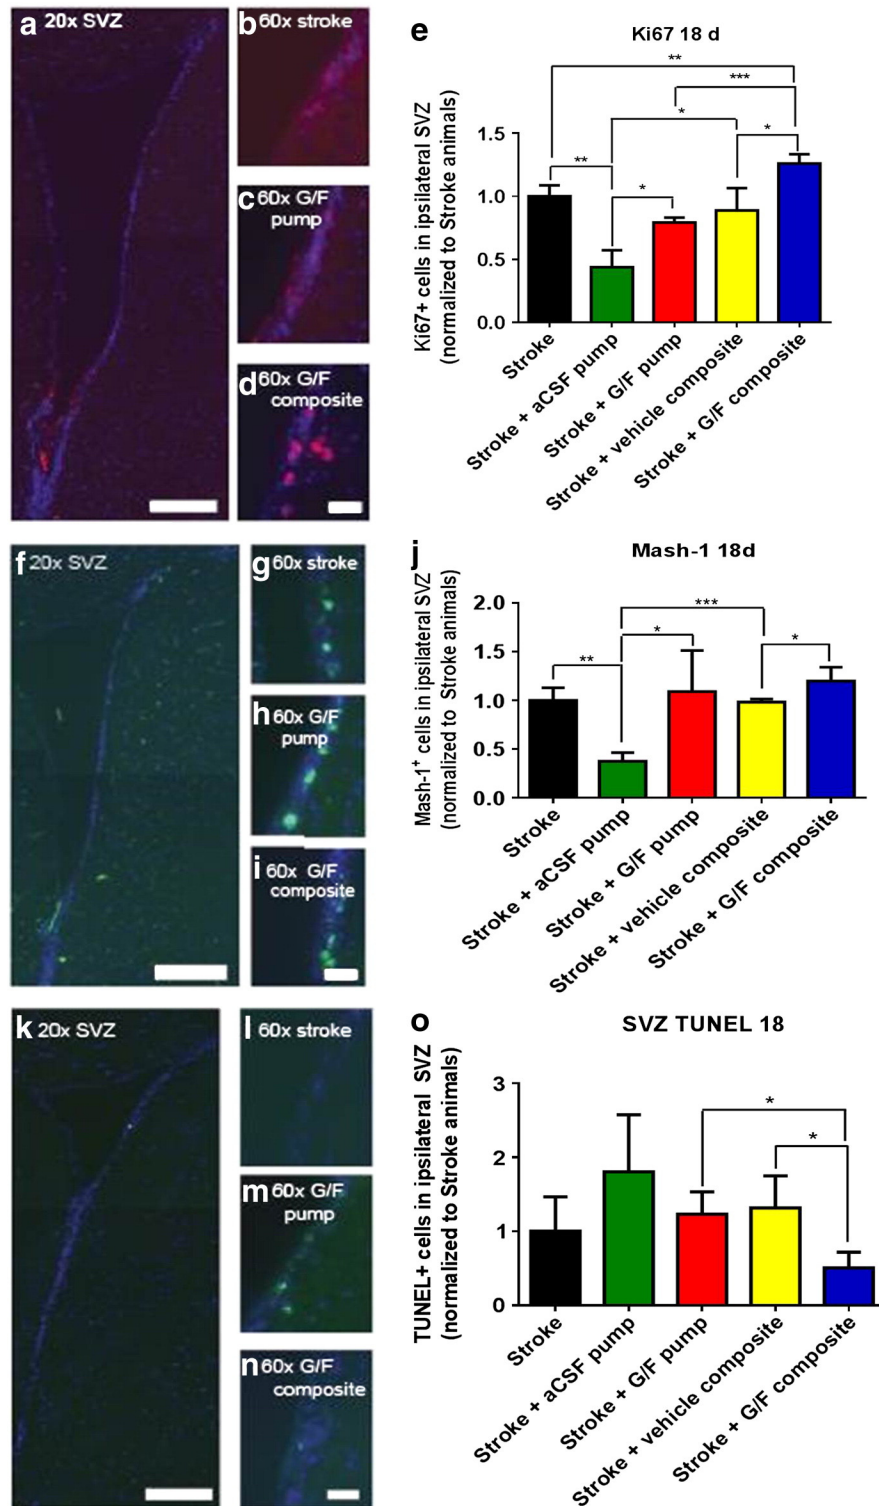 a 20x SVZ
b 60x stroke
c 60x G/F
pump
d 60x G/F
composite
e
Ki67 18 d
Ki67+ cells in ipsilateral SVZ
(normalized to Stroke animals)
1.5
1.0
0.5
0.0
**
***
*
*
**
*
Stroke
Stroke + aCSF pump
Stroke + G/F pump
Stroke + vehicle composite
Stroke + G/F composite
f 20x SVZ
g 60x stroke
h 60x G/F
pump
i 60x G/F
composite
j
Mash-1 18d
Mash-1+ cells in ipsilateral SVZ
(normalized to Stroke animals)
2.0
1.5
1.0
0.5
0.0
***
*
*
**
Stroke
Stroke + aCSF pump
Stroke + G/F pump
Stroke + vehicle composite
Stroke + G/F composite
k 20x SVZ
l 60x stroke
m 60x G/F
pump
n 60x G/F
composite
o
SVZ TUNEL 18
TUNEL+ cells in ipsilateral SVZ
(normalized to Stroke animals)
3
2
1
0
*
*
Stroke
Stroke + aCSF pump
Stroke + G/F pump
Stroke + vehicle composite
Stroke + G/F composite